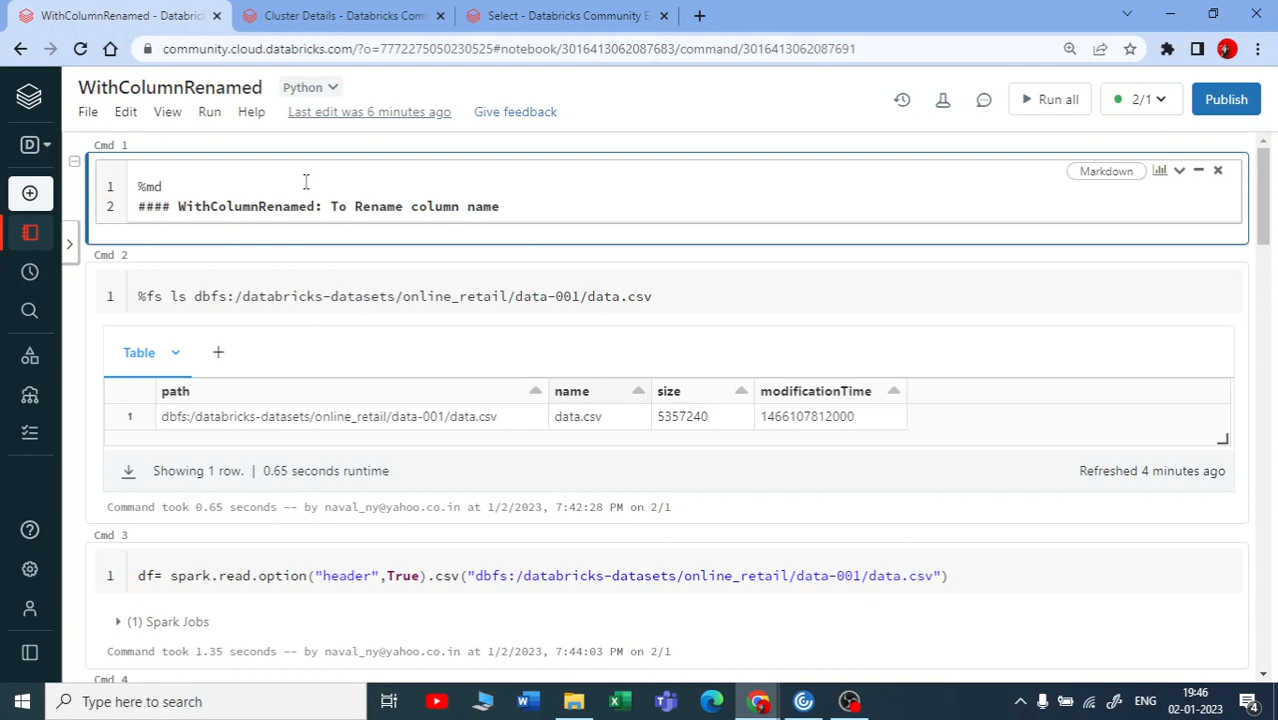 WithColumnRenamed - Databric
Cluster Details - Databricks Com
Select - Databricks Community E
community.cloud.databricks.com/?o=7772275050230525#notebook/3016413062087683/command/3016413062087691
WithColumnRenamed
Python
File
Edit
View
Run
Help
Last edit was 6 minutes ago
Give feedback
Run all
2/1
Publish
D
Cmd 1
1 %md
2 #### WithColumnRenamed: To Rename column name
Markdown
Cmd 2
1 %fs ls dbfs:/databricks-datasets/online_retail/data-001/data.csv
Table
path name size modificationTime
1 dbfs:/databricks-datasets/online_retail/data-001/data.csv data.csv 5357240 1466107812000
Showing 1 row. | 0.65 seconds runtime
Refreshed 4 minutes ago
Command took 0.65 seconds -- by naval_ny@yahoo.co.in at 1/2/2023, 7:42:28 PM on 2/1
Cmd 3
1 df= spark.read.option("header",True).csv("dbfs:/databricks-datasets/online_retail/data-001/data.csv")
(1) Spark Jobs
Command took 1.35 seconds -- by naval_ny@yahoo.co.in at 1/2/2023, 7:44:03 PM on 2/1
Cmd 4
Type here to search
ENG
19:46
02-01-2023
4